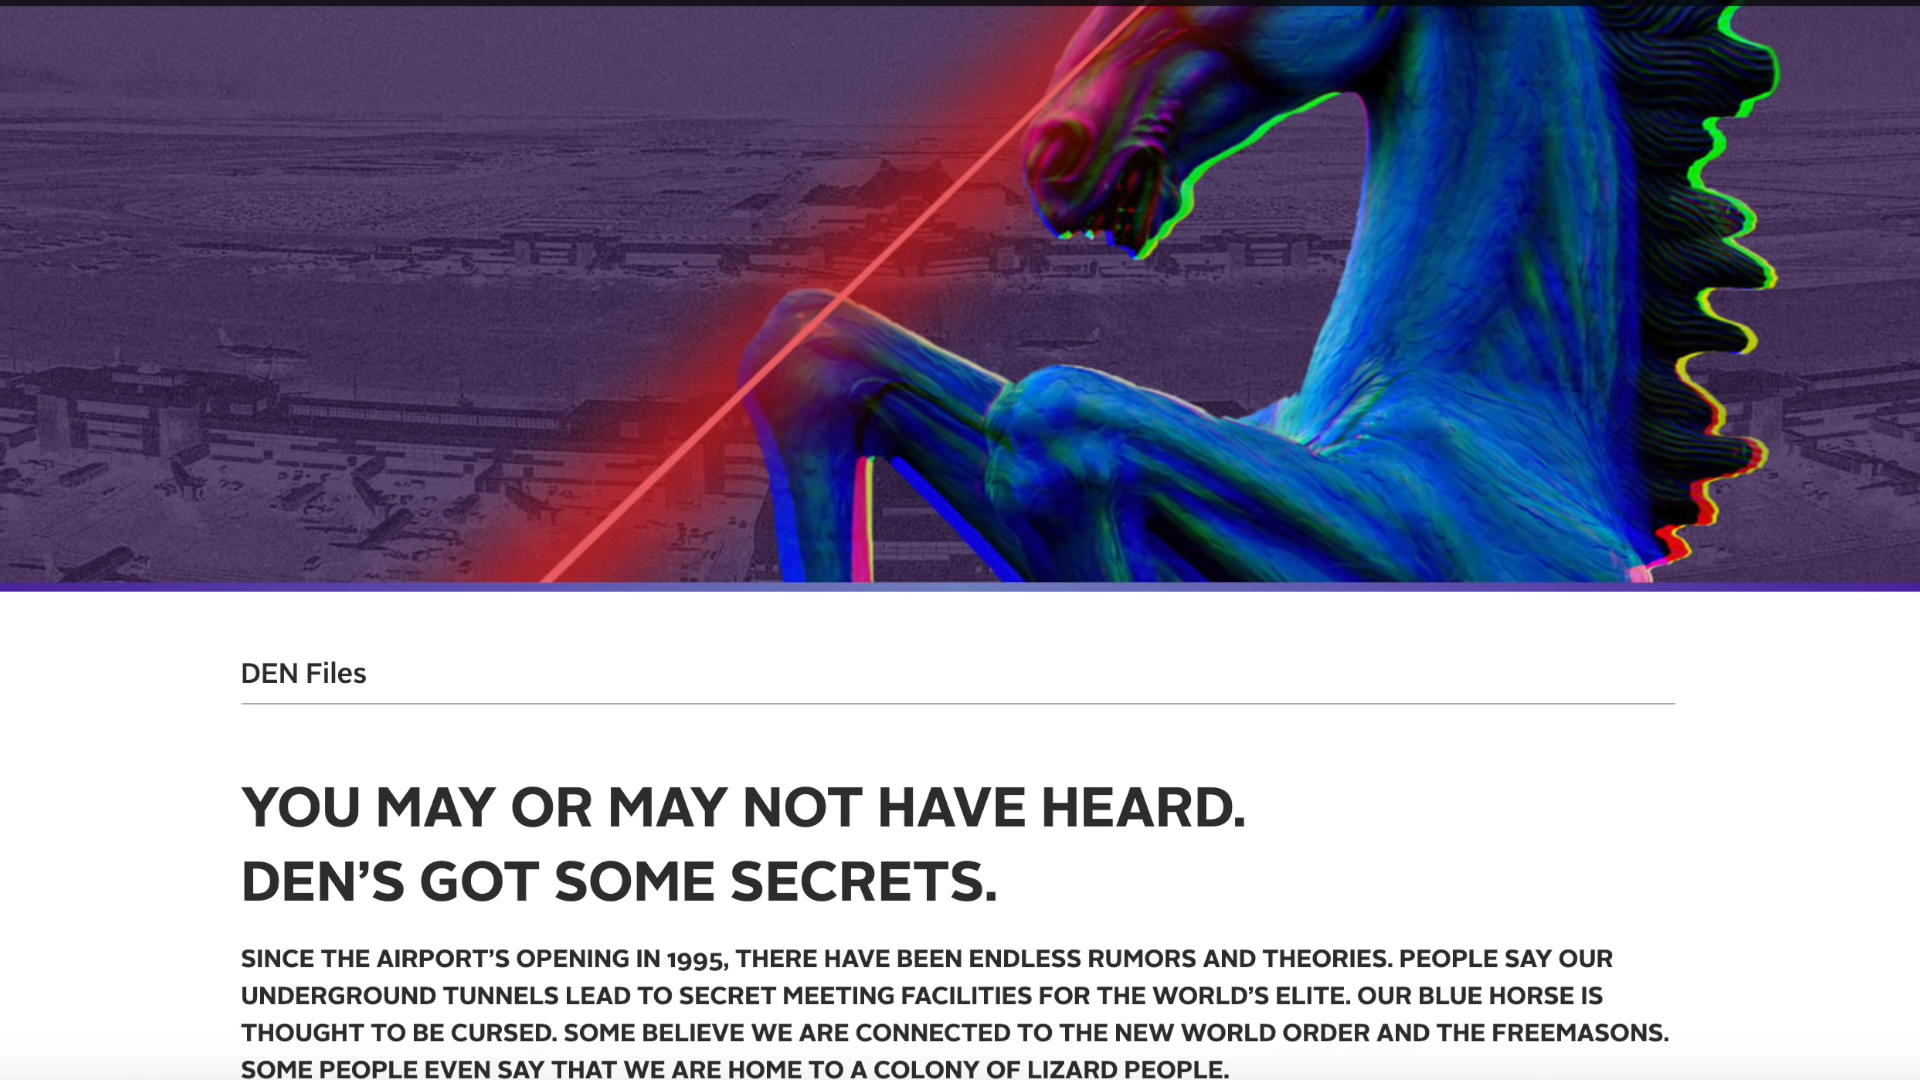 DEN Files
YOU MAY OR MAY NOT HAVE HEARD.
DEN’S GOT SOME SECRETS.
SINCE THE AIRPORT’S OPENING IN 1995, THERE HAVE BEEN ENDLESS RUMORS AND THEORIES. PEOPLE SAY OUR
UNDERGROUND TUNNELS LEAD TO SECRET MEETING FACILITIES FOR THE WORLD’S ELITE. OUR BLUE HORSE IS
THOUGHT TO BE CURSED. SOME BELIEVE WE ARE CONNECTED TO THE NEW WORLD ORDER AND THE FREEMASONS.
SOME PEOPLE EVEN SAY THAT WE ARE HOME TO A COLONY OF LIZARD PEOPLE.